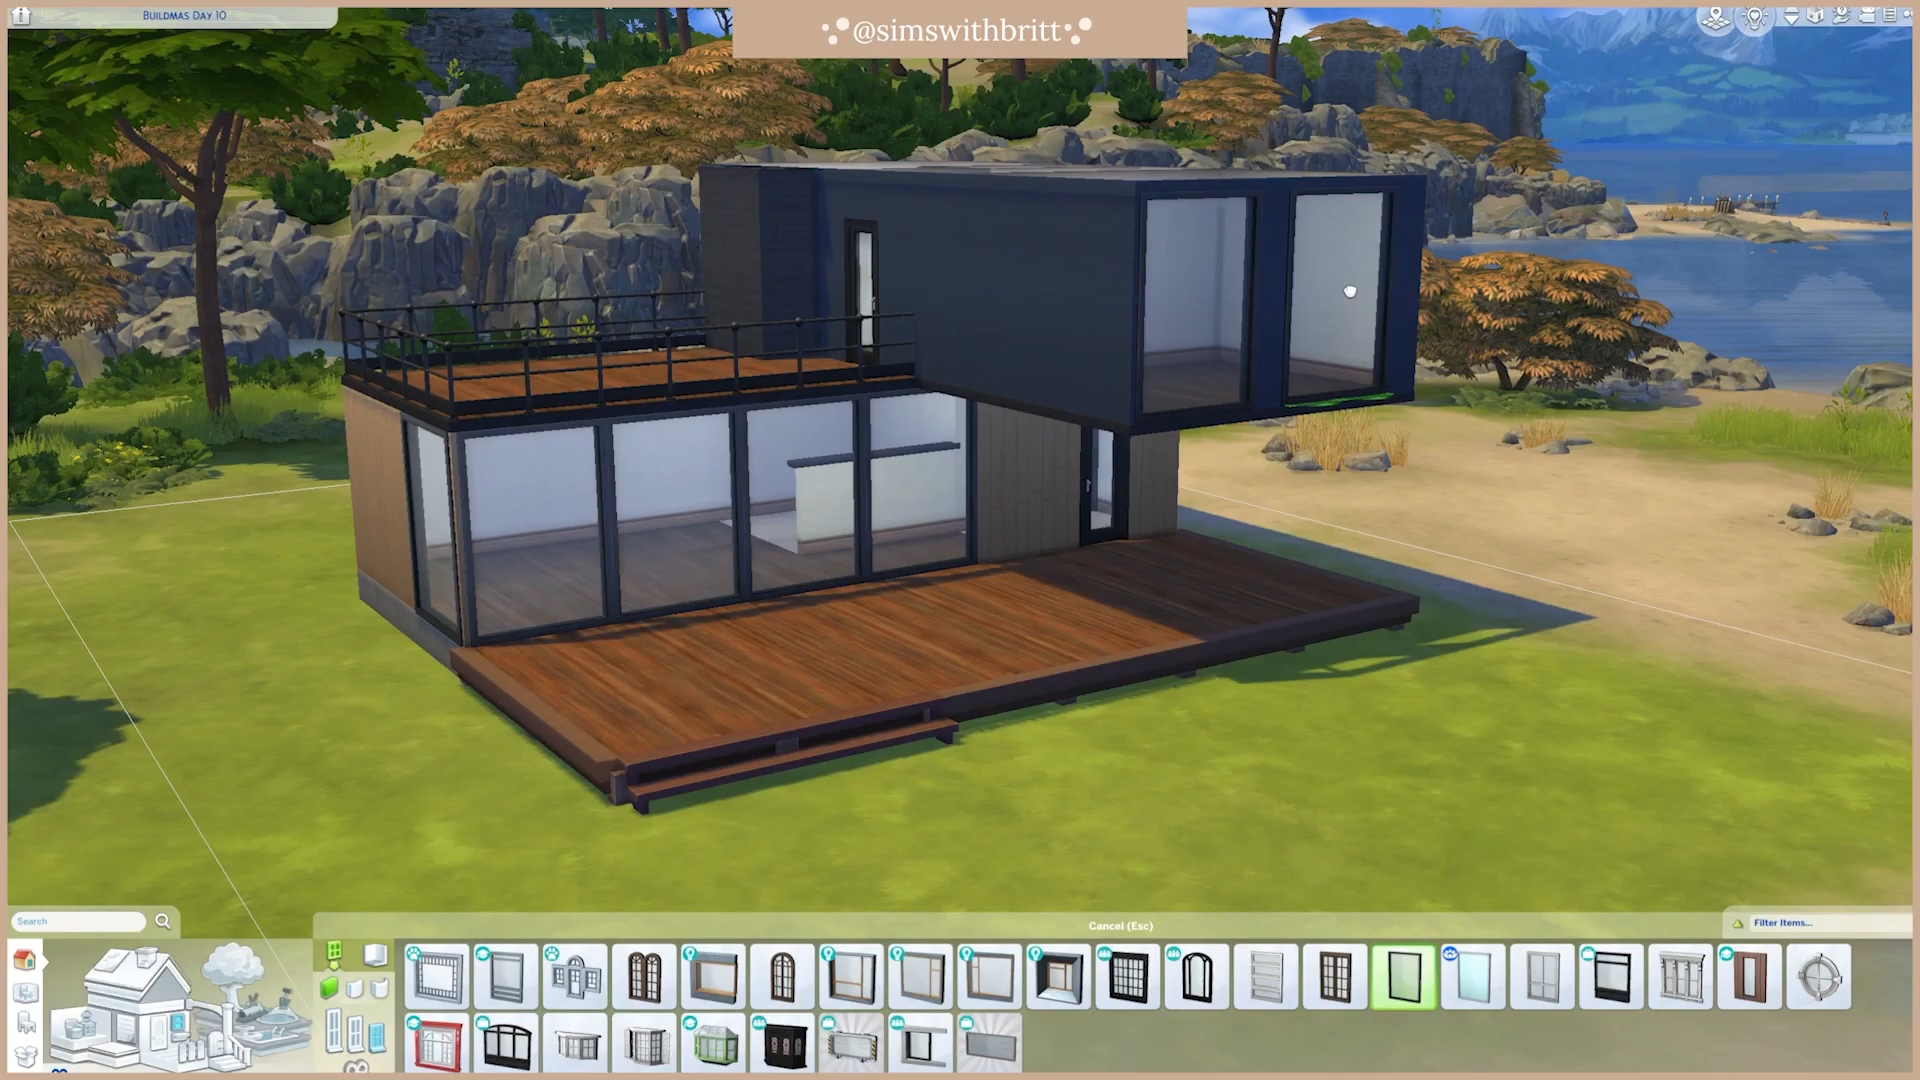 Buildmas Day 10
@simswithbritt
Search
Cancel (Esc)
Filter Items...